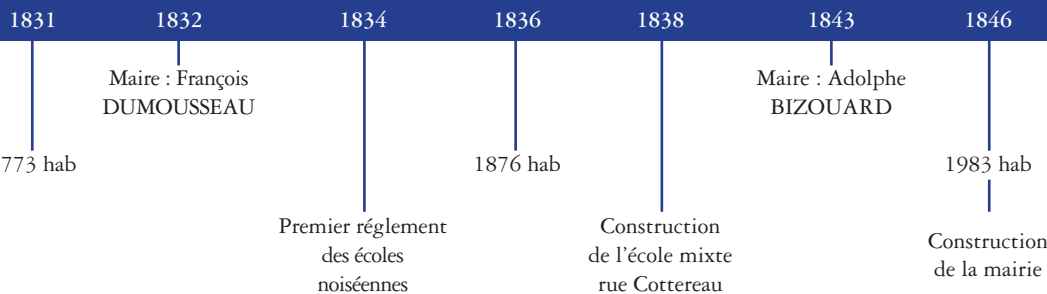 1831 1832 1834 1836 1838 1843 1846
Maire : François
DUMOUSSEAU
Maire : Adolphe
BIZOUARD
773 hab
1876 hab
1983 hab
Premier réglement
des écoles
noiséennes
Construction
de l'école mixte
rue Cottereau
Construction
de la mairie